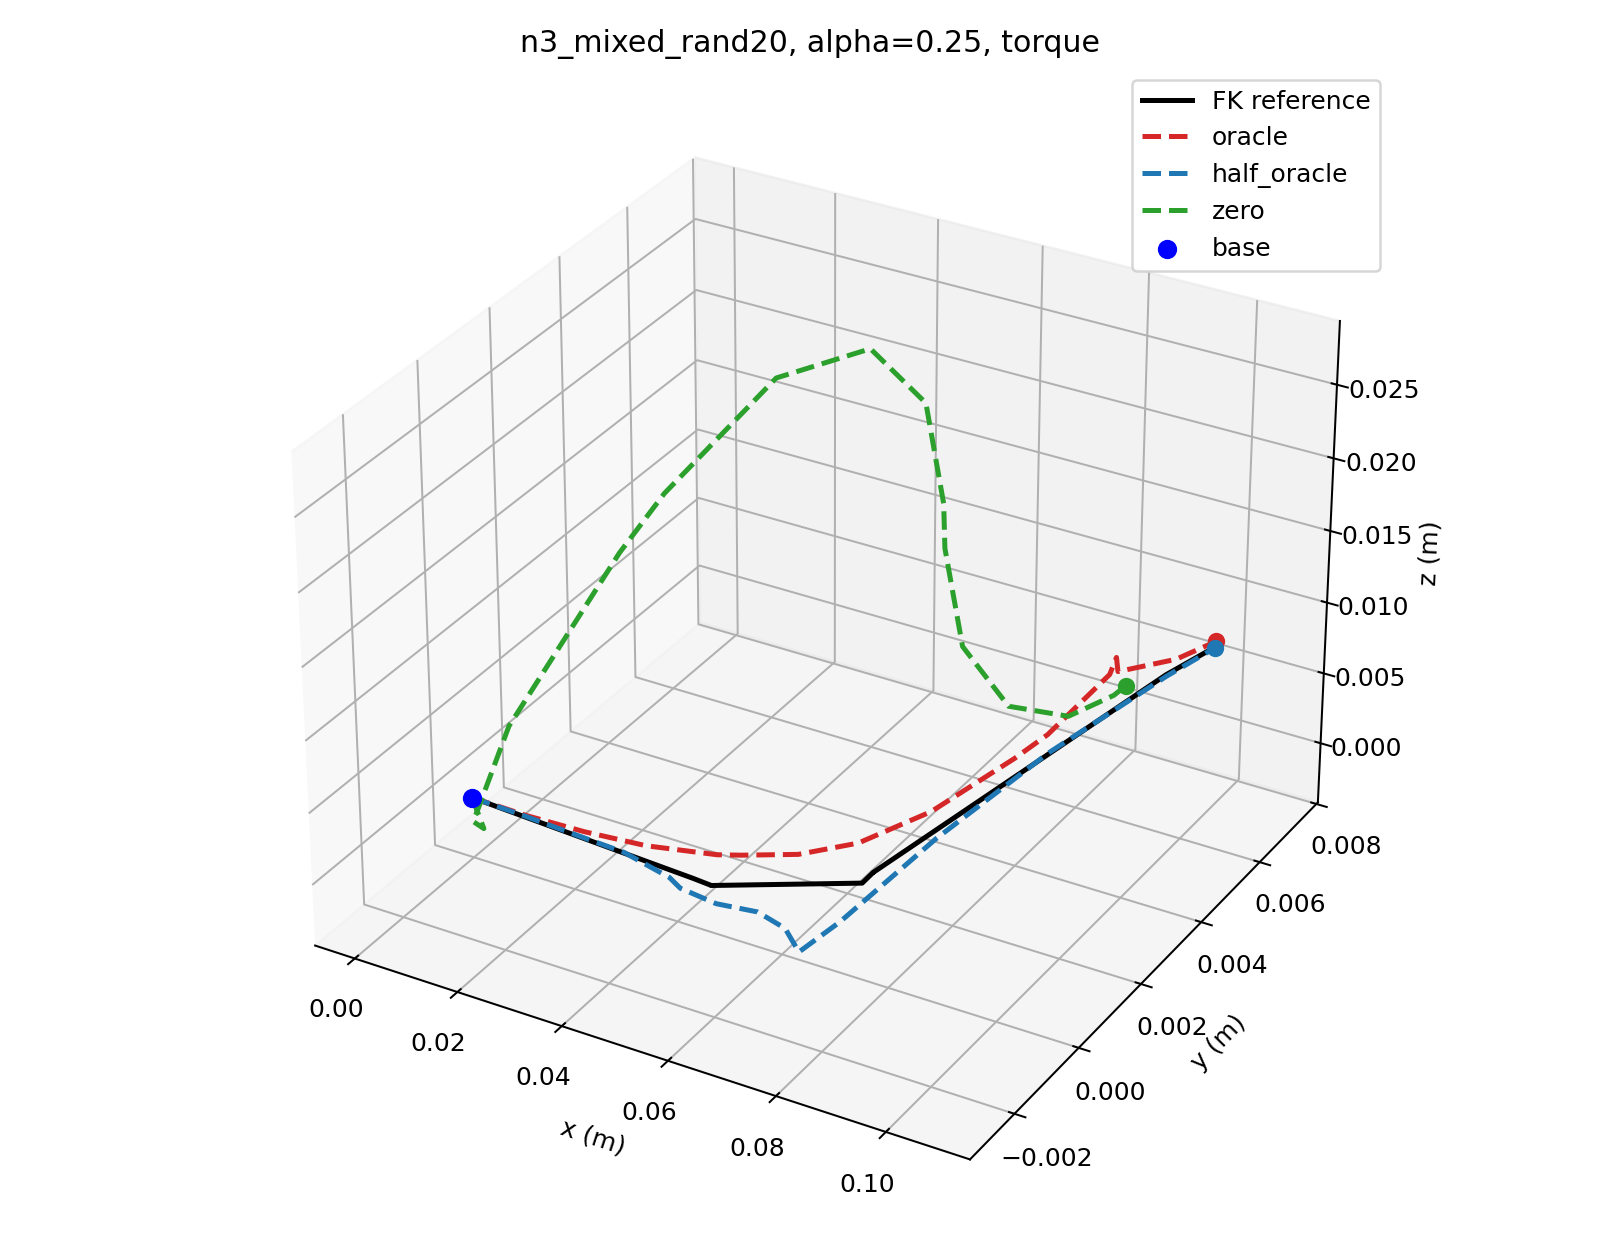 n3_mixed_rand20, alpha=0.25, torque
FK reference
oracle
half_oracle
zero
base
0.025
0.020
0.015
0.010
0.005
0.000
z (m)
0.008
0.006
0.004
0.002
0.000
−0.002
y (m)
0.00
0.02
0.04
0.06
0.08
0.10
x (m)